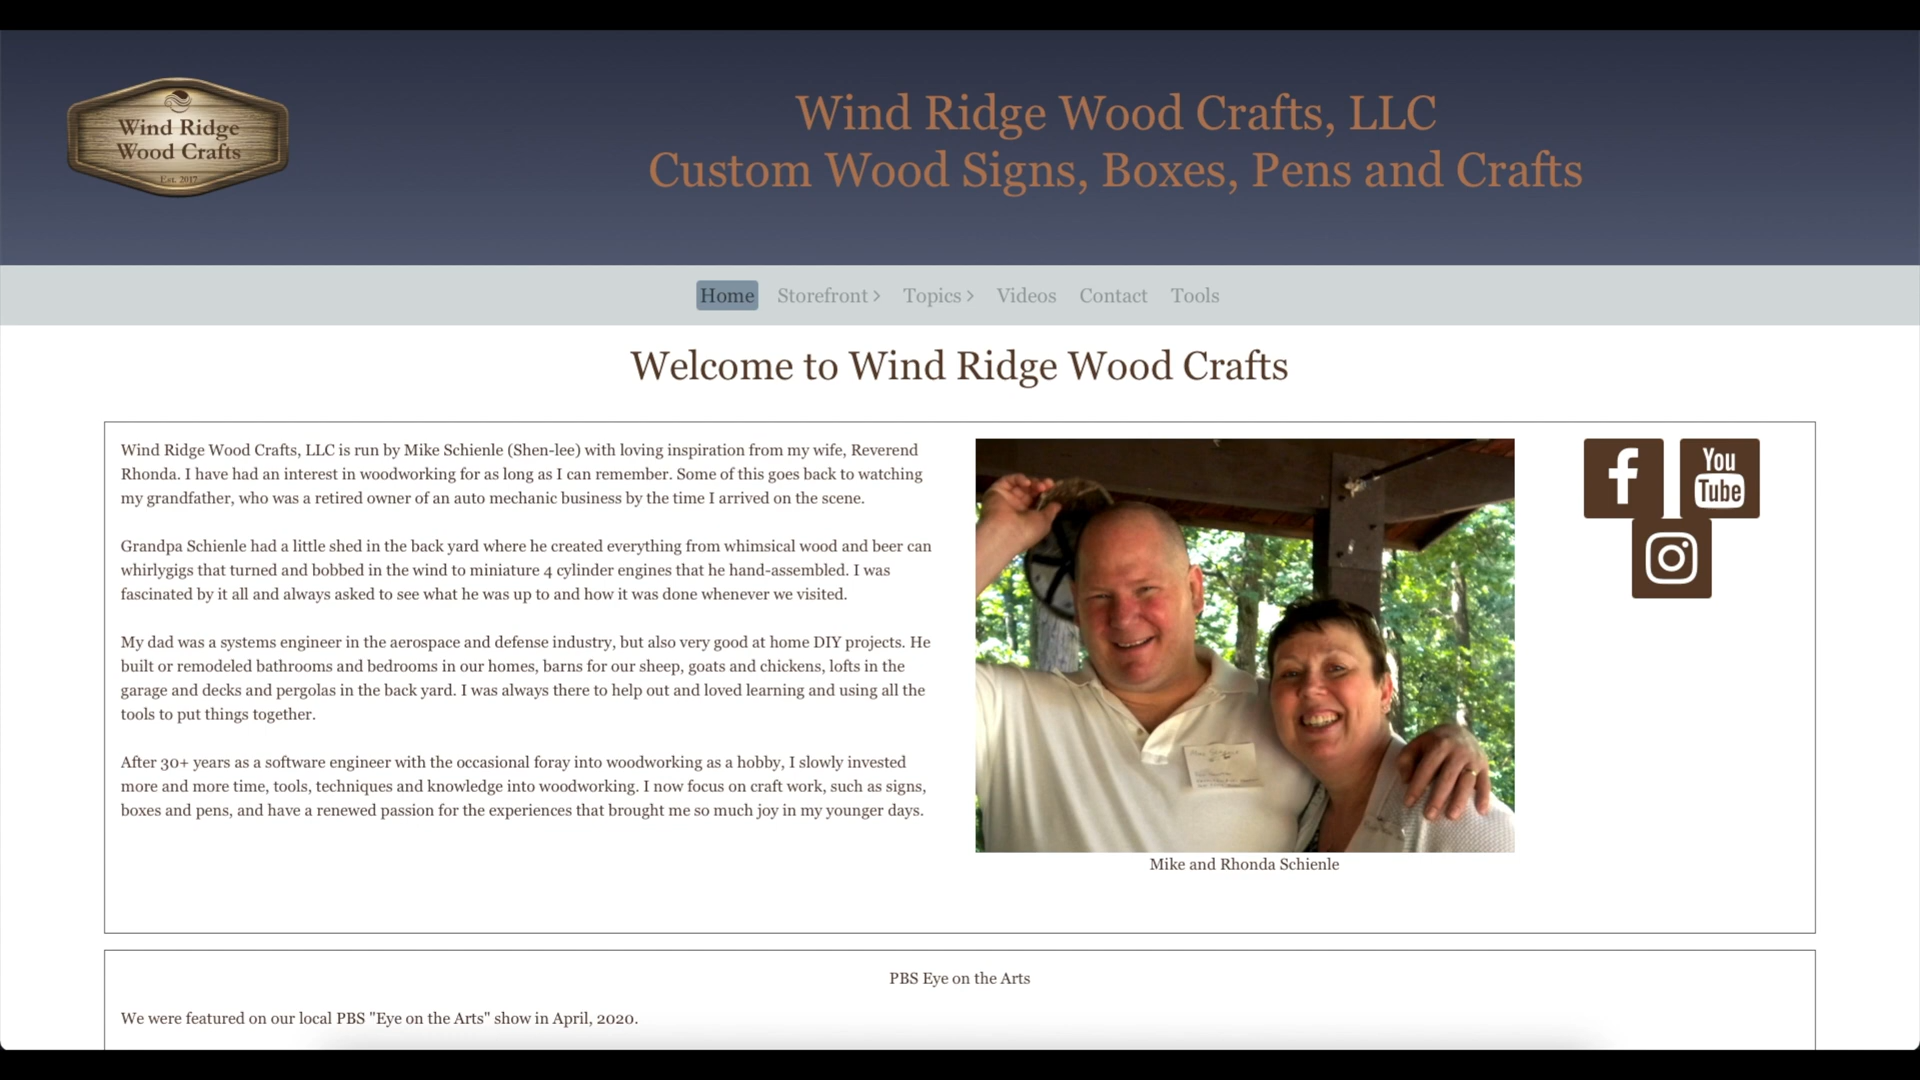 Wind Ridge
Wood Crafts
Est. 2017
Wind Ridge Wood Crafts, LLC
Custom Wood Signs, Boxes, Pens and Crafts
Home Storefront Topics Videos Contact Tools
Welcome to Wind Ridge Wood Crafts
Wind Ridge Wood Crafts, LLC is run by Mike Schienle (Shen-lee) with loving inspiration from my wife, Reverend
Rhonda. I have had an interest in woodworking for as long as I can remember. Some of this goes back to watching
my grandfather, who was a retired owner of an auto mechanic business by the time I arrived on the scene.
Grandpa Schienle had a little shed in the back yard where he created everything from whimsical wood and beer can
whirlygigs that turned and bobbed in the wind to miniature 4 cylinder engines that he hand-assembled. I was
fascinated by it all and always asked to see what he was up to and how it was done whenever we visited.
My dad was a systems engineer in the aerospace and defense industry, but also very good at home DIY projects. He
built or remodeled bathrooms and bedrooms in our homes, barns for our sheep, goats and chickens, lofts in the
garage and decks and pergolas in the back yard. I was always there to help out and loved learning and using all the
tools to put things together.
After 30+ years as a software engineer with the occasional foray into woodworking as a hobby, I slowly invested
more and more time, tools, techniques and knowledge into woodworking. I now focus on craft work, such as signs,
boxes and pens, and have a renewed passion for the experiences that brought me so much joy in my younger days.
Mike and Rhonda Schienle
You
Tube
PBS Eye on the Arts
We were featured on our local PBS "Eye on the Arts" show in April, 2020.